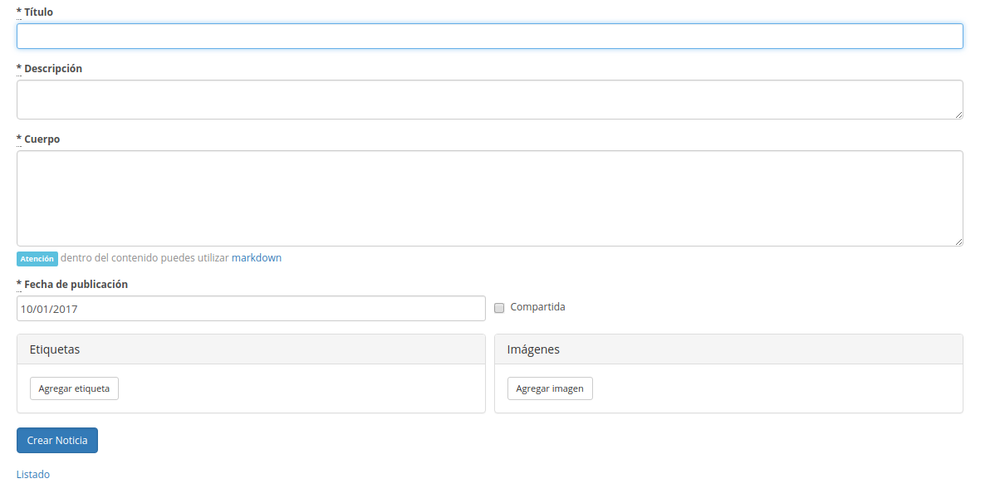 * Título
* Descripción
* Cuerpo
Atención dentro del contenido puedes utilizar markdown
* Fecha de publicación
10/01/2017 Compartida
Etiquetas Imágenes
Agregar etiqueta Agregar imagen
Crear Noticia
Listado